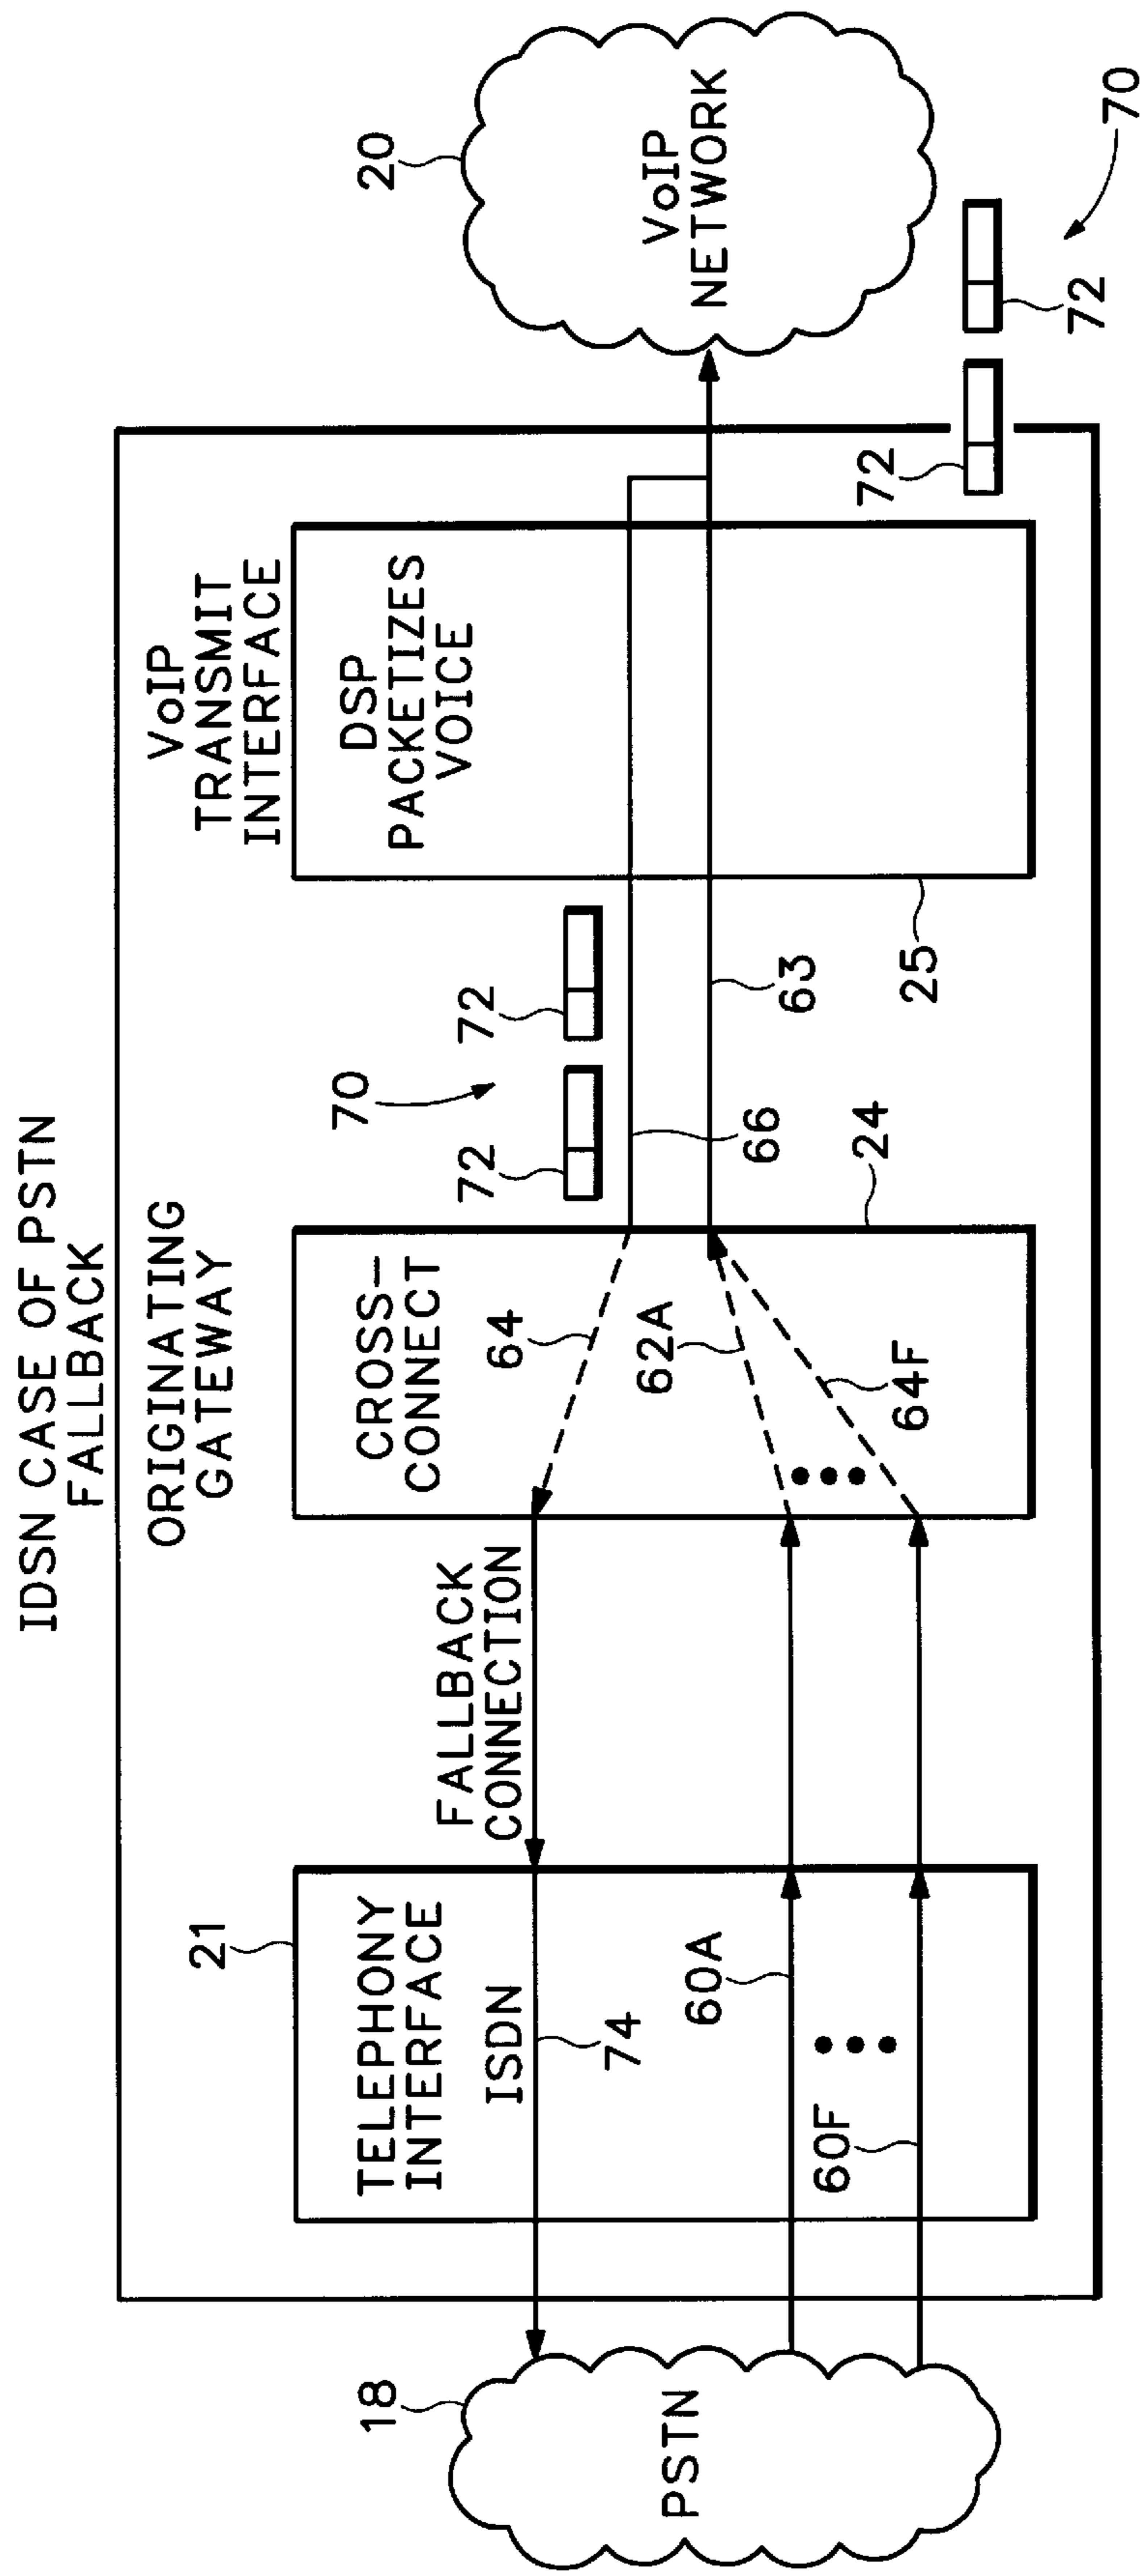 IDSN CASE OF PSTN
FALLBACK
ORIGINATING
GATEWAY
VoIP
TRANSMIT
INTERFACE
21
TELEPHONY
INTERFACE
ISDN
74
60A
60F
18
PSTN
FALLBACK
CONNECTION
CROSS-
CONNECT
64
62A
64F
24
70
72
72
66
63
DSP
PACKETIZES
VOICE
25
20
VoIP
NETWORK
72
72
70